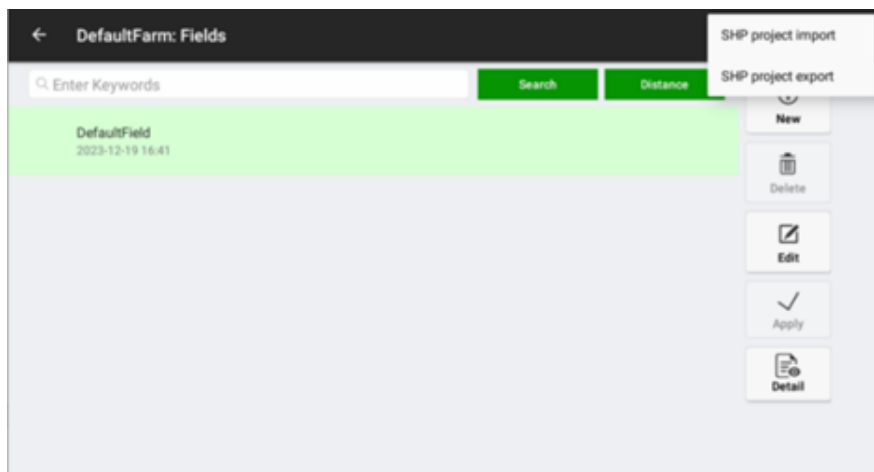 DefaultFarm: Fields
SHP project import
SHP project export
Enter Keywords
Search
Distance
New
DefaultField
2023-12-19 16:41
Delete
Edit
Apply
Detail